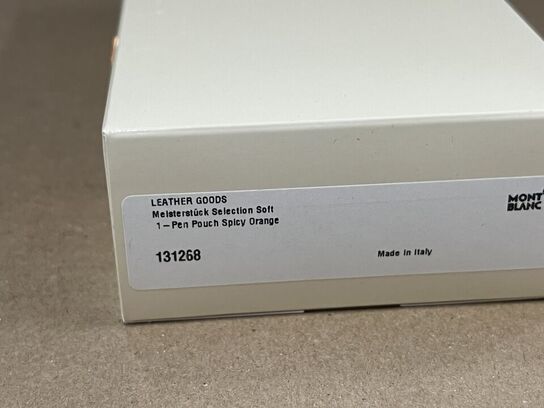 LEATHER GOODS
Meisterstück Selection Soft
1-Pen Pouch Spicy Orange
131268
Made in Italy
MONT
BLANC